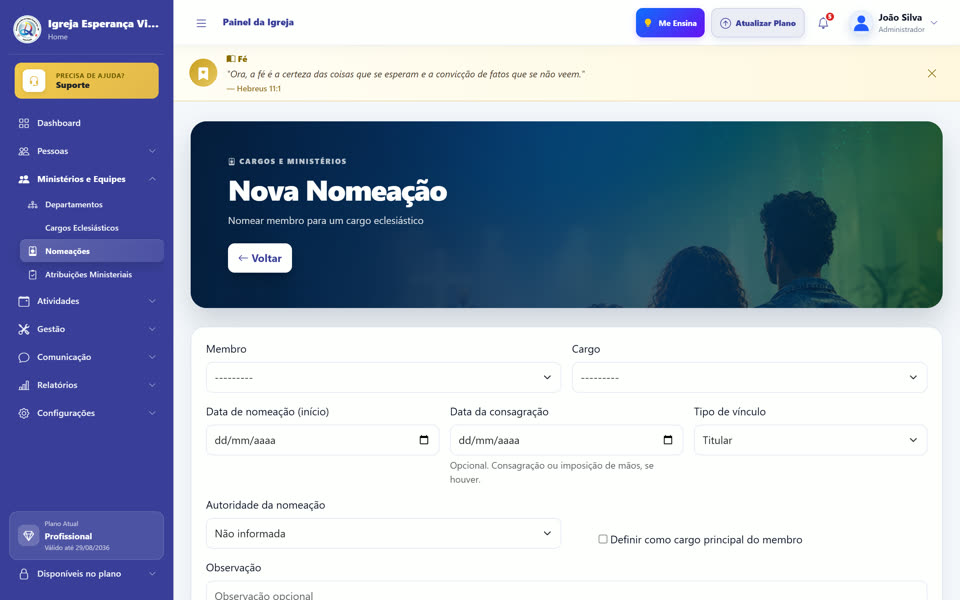 Igreja Esperança Vi...
Home
PRECISA DE AJUDA?
Suporte
Dashboard
Pessoas
Ministérios e Equipes
Departamentos
Cargos Eclesiásticos
Nomeações
Atribuições Ministeriais
Atividades
Gestão
Comunicação
Relatórios
Configurações
Plano Atual
Profissional
Válido até 29/08/2036
Disponíveis no plano
Painel da Igreja
Me Ensina
Atualizar Plano
João Silva
Administrador
Fé
"Ora, a fé é a certeza das coisas que se esperam e a convicção de fatos que se não veem."
— Hebreus 11:1
CARGOS E MINISTÉRIOS
Nova Nomeação
Nomear membro para um cargo eclesiástico
← Voltar
Membro
Cargo
---------
---------
Data de nomeação (início)
Data da consagração
Tipo de vínculo
dd/mm/aaaa
dd/mm/aaaa
Titular
Opcional. Consagração ou imposição de mãos, se
houver.
Autoridade da nomeação
Não informada
Definir como cargo principal do membro
Observação
Observação opcional